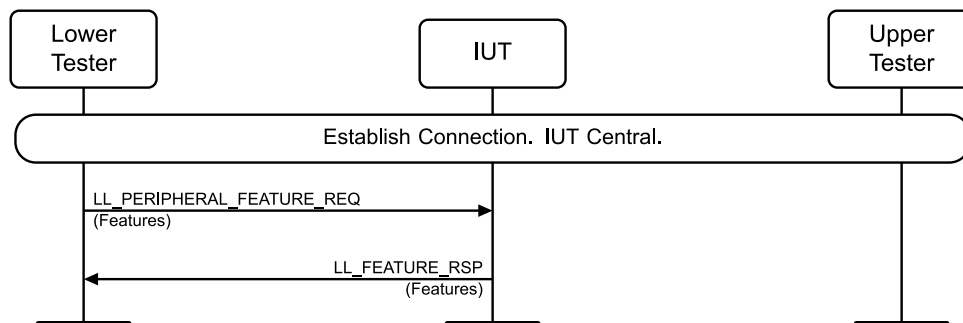 Lower
Tester
IUT
Upper
Tester
Establish Connection. IUT Central.
LL_PERIPHERAL_FEATURE_REQ
(Features)
LL_FEATURE_RSP
(Features)